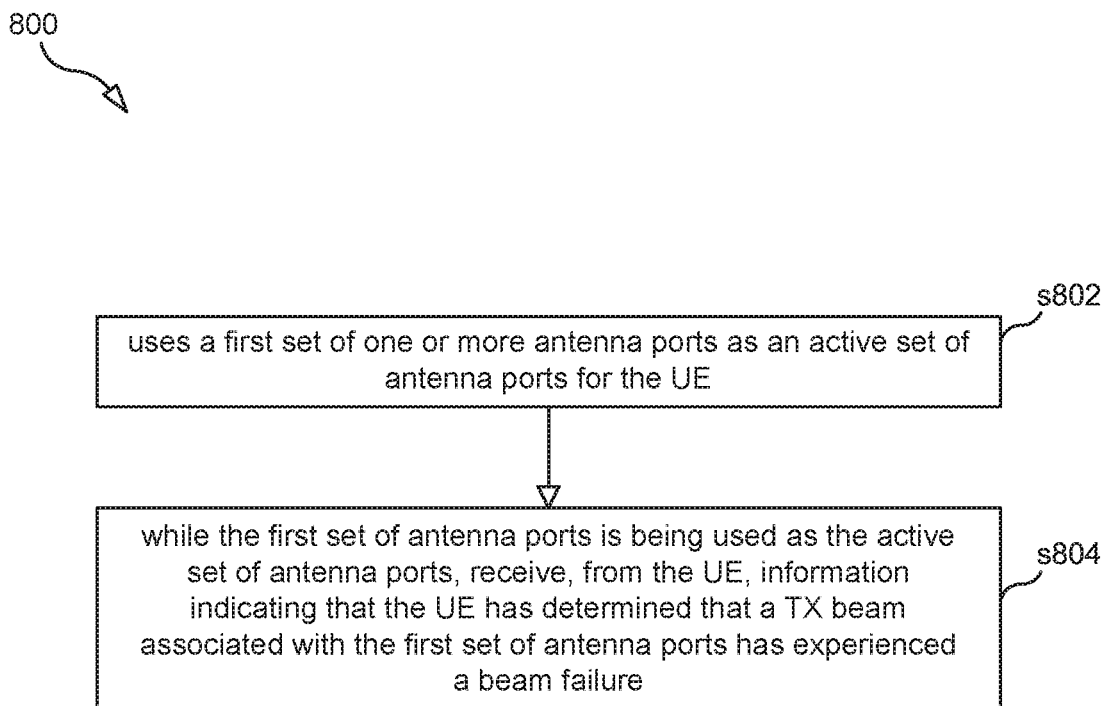 800
s802
uses a first set of one or more antenna ports as an active set of
antenna ports for the UE
while the first set of antenna ports is being used as the active
set of antenna ports, receive, from the UE, information
indicating that the UE has determined that a TX beam
associated with the first set of antenna ports has experienced
a beam failure
s804